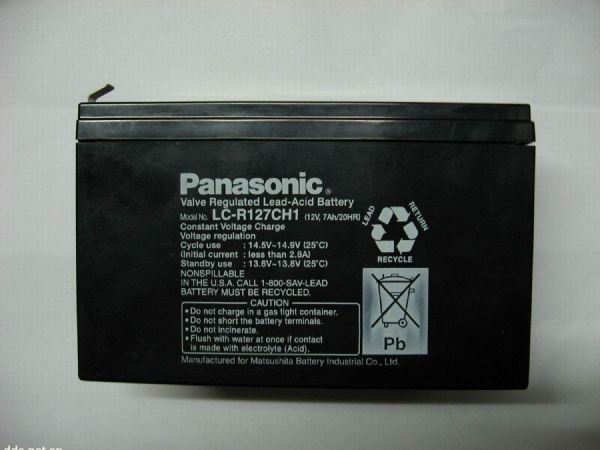 Panasonic®
Valve Regulated Lead-Acid Battery
Model No. LC-R127CH1 (12V, 7Ah/20HR)
Constant Voltage Charge
Voltage regulation
Cycle use : 14.5V~14.9V (25°C)
(Initial current : less than 2.8A)
Standby use : 13.6V~13.8V (25°C)
NONSPILLABLE
IN THE U.S.A. CALL 1-800-SAV-LEAD
BATTERY MUST BE RECYCLED.
CAUTION
• Do not charge in a gas tight container.
• Do not short the battery terminals.
• Do not incinerate.
• Flush with water at once if contact
is made with electrolyte (Acid).
Manufactured for Matsushita Battery Industrial Co., Ltd.
LEAD
RETURN
RECYCLE
Pb